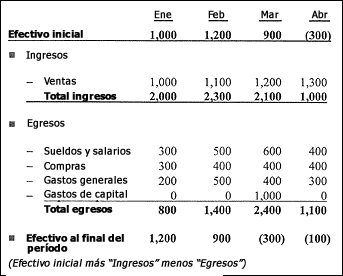 Ene Feb Mar Abr
Efectivo inicial 1,000 1,200 900 (300)
Ingresos
– Ventas 1,000 1,100 1,200 1,300
Total ingresos 2,000 2,300 2,100 1,000
Egresos
– Sueldos y salarios 300 500 600 400
– Compras 300 400 400 400
– Gastos generales 200 500 400 300
– Gastos de capital 0 0 1,000 0
Total egresos 800 1,400 2,400 1,100
Efectivo al final del 1,200 900 (300) (100)
período
(Efectivo inicial más "Ingresos" menos "Egresos")